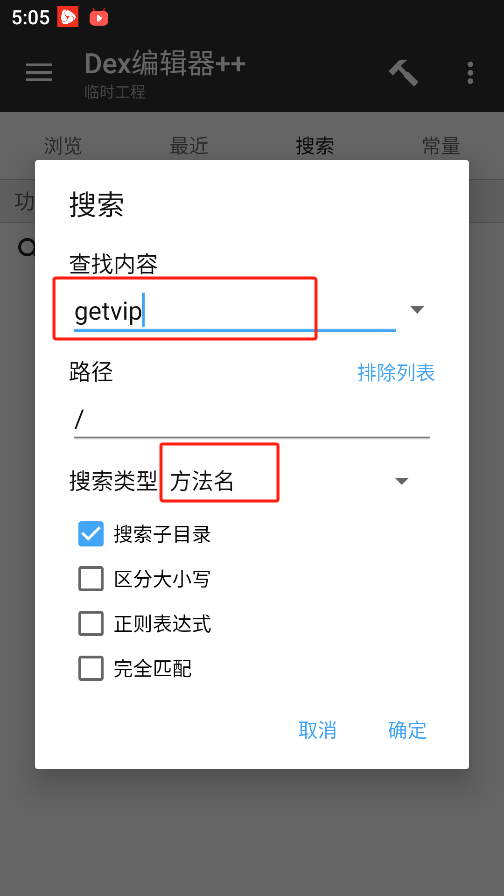 5:05
Dex编辑器++
临时工程
浏览 最近 搜索 常量
功
搜索
查找内容
getvip
路径 排除列表
/
搜索类型 方法名
搜索子目录
区分大小写
正则表达式
完全匹配
取消 确定